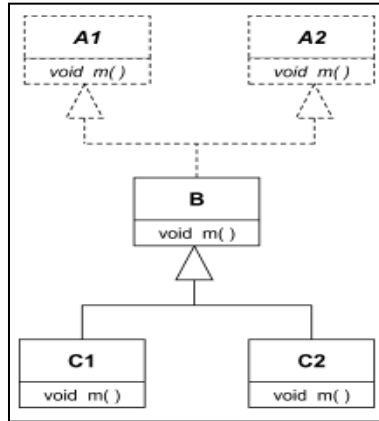 A1
A2
void m( )
void m( )
B
void m( )
C1
C2
void m( )
void m( )